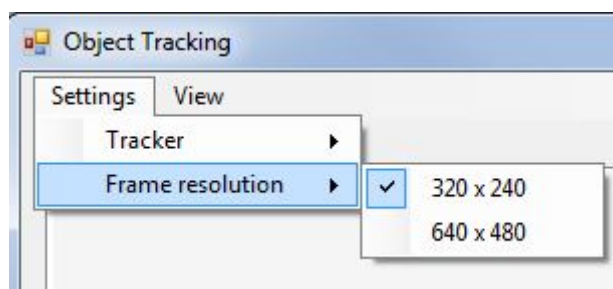 Object Tracking
Settings View
Tracker
Frame resolution
320 x 240
640 x 480